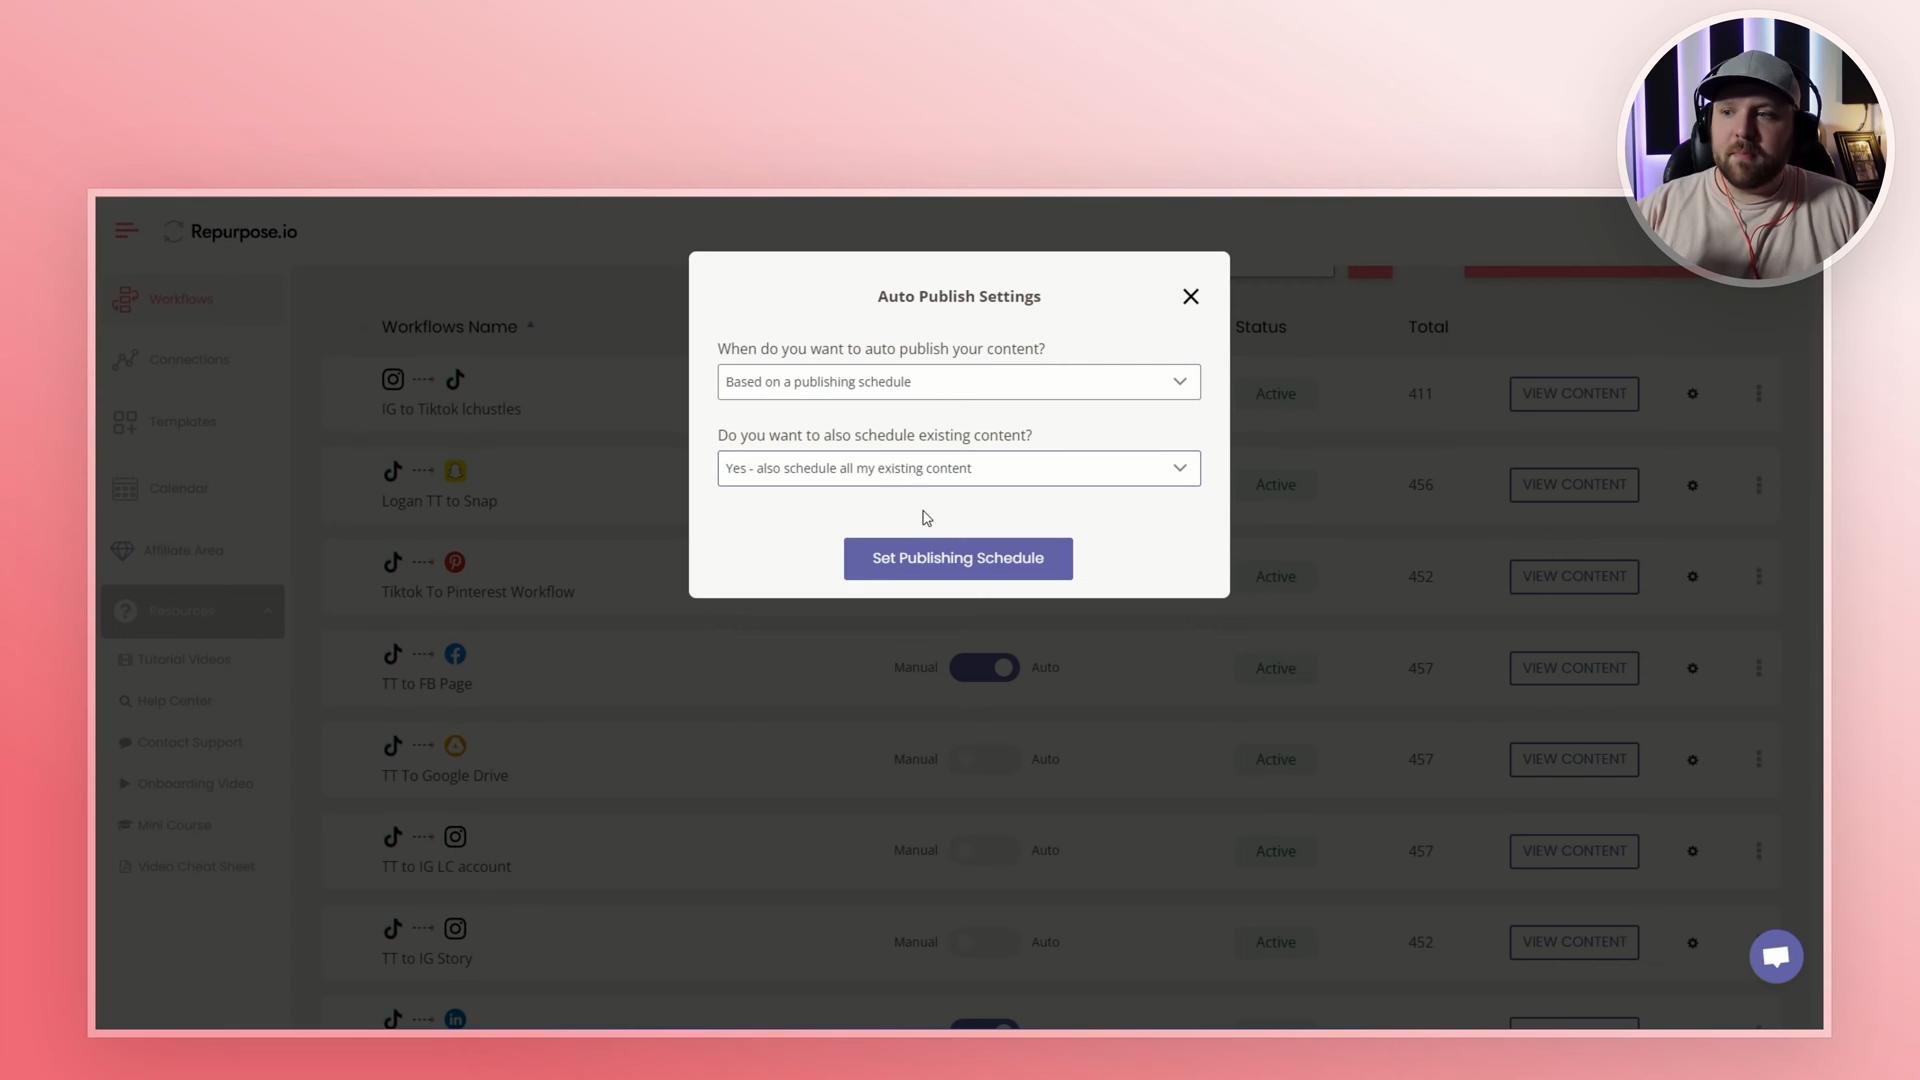 Repurpose.io
Workflows
Connections
Templates
Calendar
Affiliate Area
Resources
Tutorial Videos
Help Center
Contact Support
Onboarding Video
Mini Course
Video Cheat Sheet
Workflows Name
Status
Total
IG to Tiktok lchustles
Active
411
VIEW CONTENT
Logan TT to Snap
Active
456
VIEW CONTENT
Tiktok To Pinterest Workflow
Active
452
VIEW CONTENT
TT to FB Page
Manual
Auto
Active
457
VIEW CONTENT
TT To Google Drive
Manual
Auto
Active
457
VIEW CONTENT
TT to IG LC account
Manual
Auto
Active
457
VIEW CONTENT
TT to IG Story
Manual
Auto
Active
452
VIEW CONTENT
Auto Publish Settings
When do you want to auto publish your content?
Based on a publishing schedule
Do you want to also schedule existing content?
Yes - also schedule all my existing content
Set Publishing Schedule